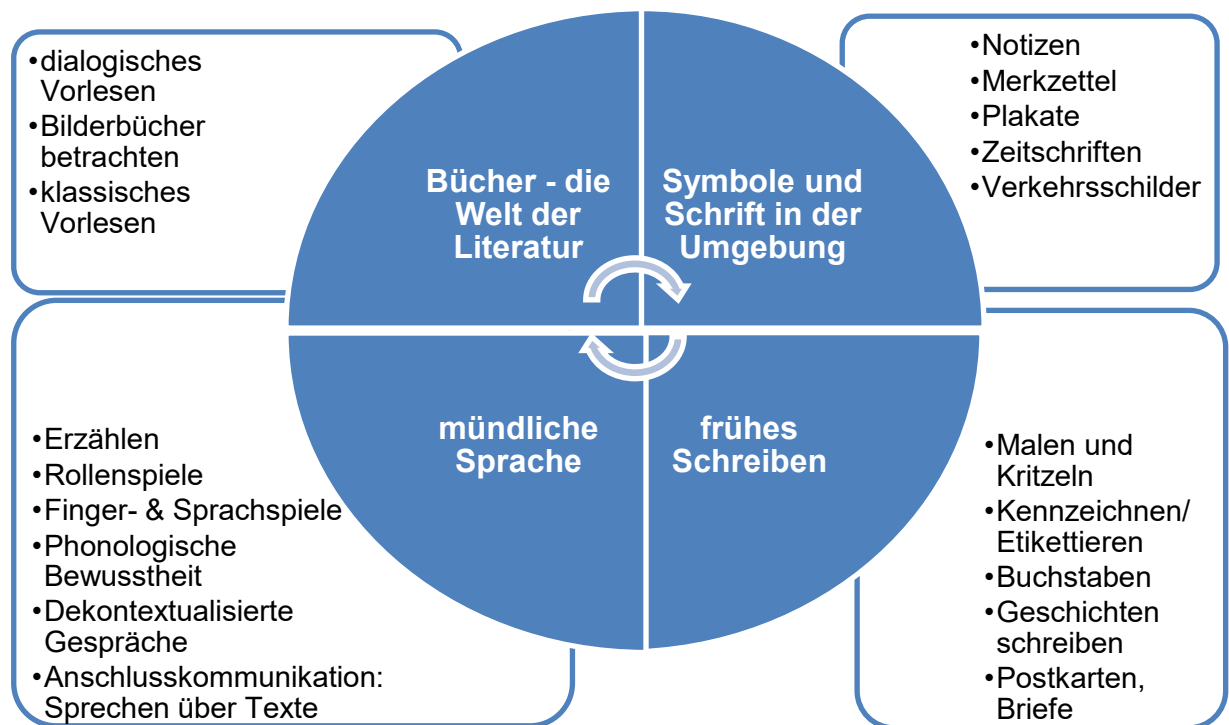 •dialogisches
Vorlesen
•Bilderbücher
betrachten
•klassisches
Vorlesen
Bücher - die
Welt der
Literatur
Symbole und
Schrift in der
Umgebung
•Notizen
•Merkzettel
•Plakate
•Zeitschriften
•Verkehrsschilder
•Erzählen
•Rollenspiele
•Finger- & Sprachspiele
•Phonologische
Bewusstheit
•Dekontextualisierte
Gespräche
•Anschlusskommunikation:
Sprechen über Texte
mündliche
Sprache
frühes
Schreiben
•Malen und
Kritzeln
•Kennzeichnen/
Etikettieren
•Buchstaben
•Geschichten
schreiben
•Postkarten,
Briefe